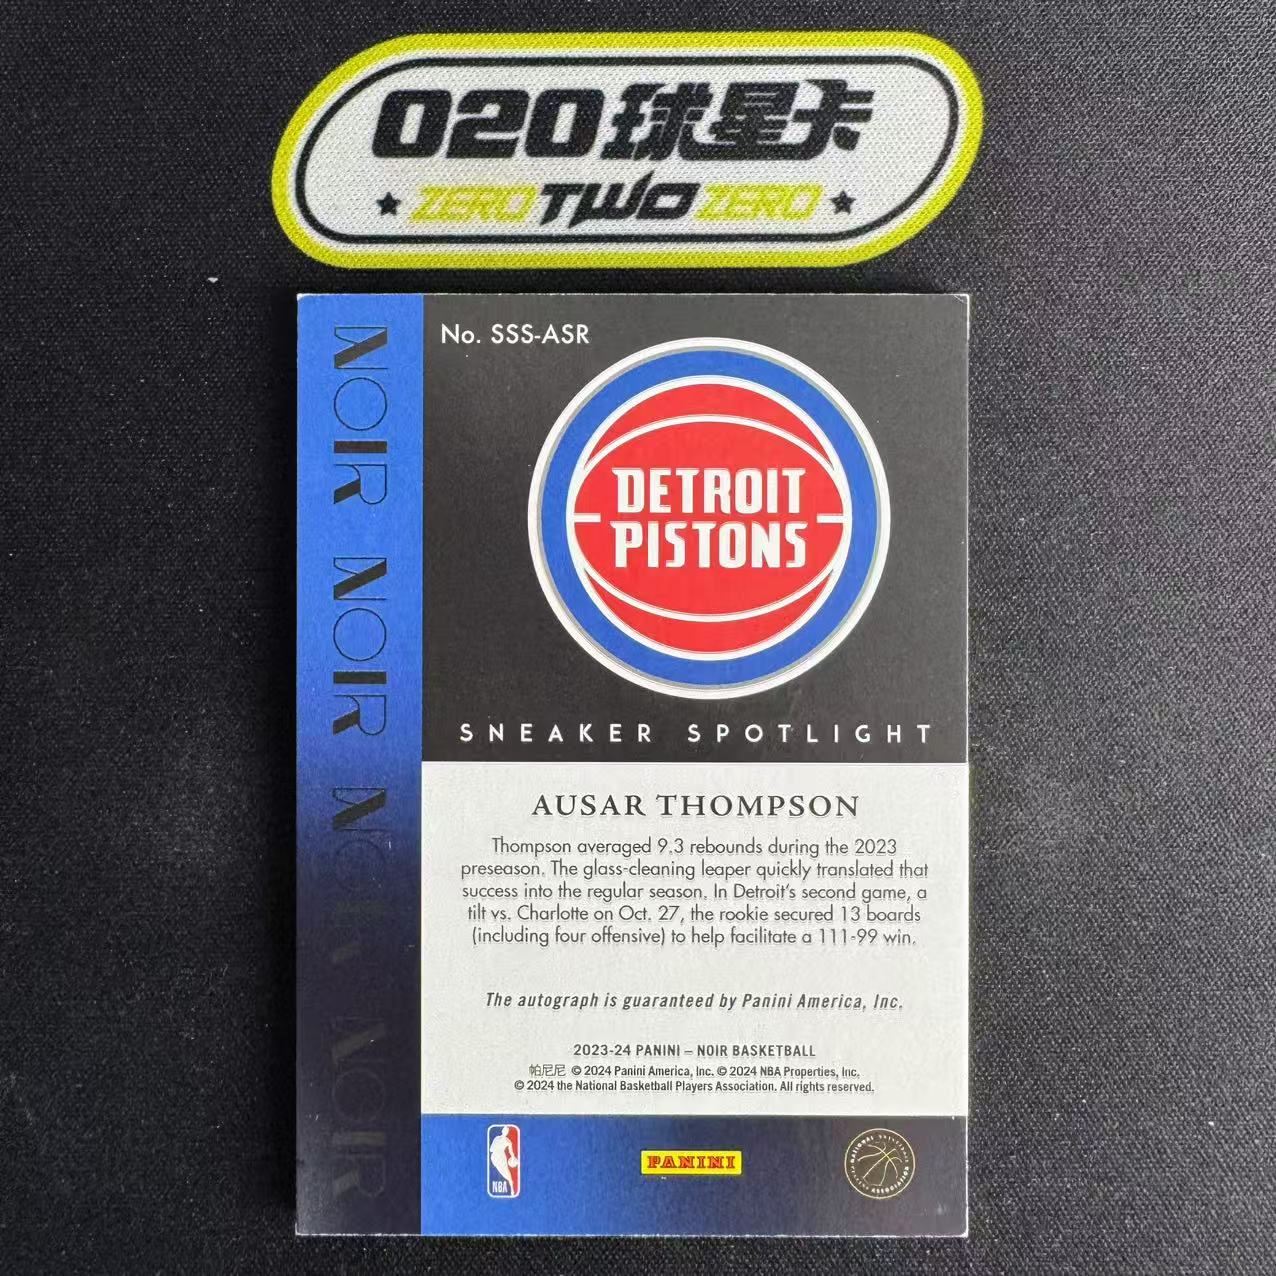 020球星卡
ZERO TWO ZERO
No. SSS-ASR
NOIR NOIR NOIR NOIR
DETROIT
PISTONS
SNEAKER SPOTLIGHT
AUSAR THOMPSON
Thompson averaged 9.3 rebounds during the 2023
preseason. The glass-cleaning leaper quickly translated that
success into the regular season. In Detroit's second game, a
tilt vs. Charlotte on Oct. 27, the rookie secured 13 boards
(including four offensive) to help facilitate a 111-99 win.
The autograph is guaranteed by Panini America, Inc.
2023-24 PANINI – NOIR BASKETBALL
帕尼尼 © 2024 Panini America, Inc. © 2024 NBA Properties, Inc.
© 2024 the National Basketball Players Association. All rights reserved.
NBA
PANINI
NATIONAL BASKETBALL PLAYERS ASSOCIATION